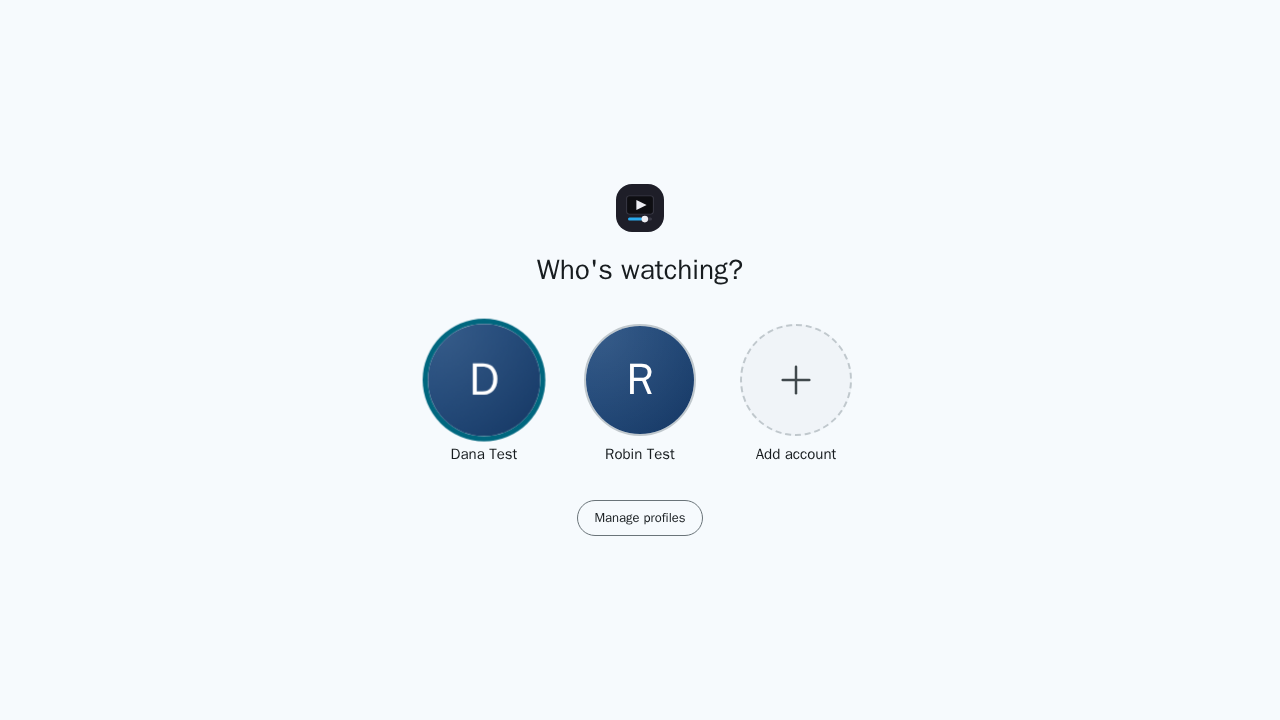 Who's watching?
D
R
Dana Test
Robin Test
Add account
Manage profiles